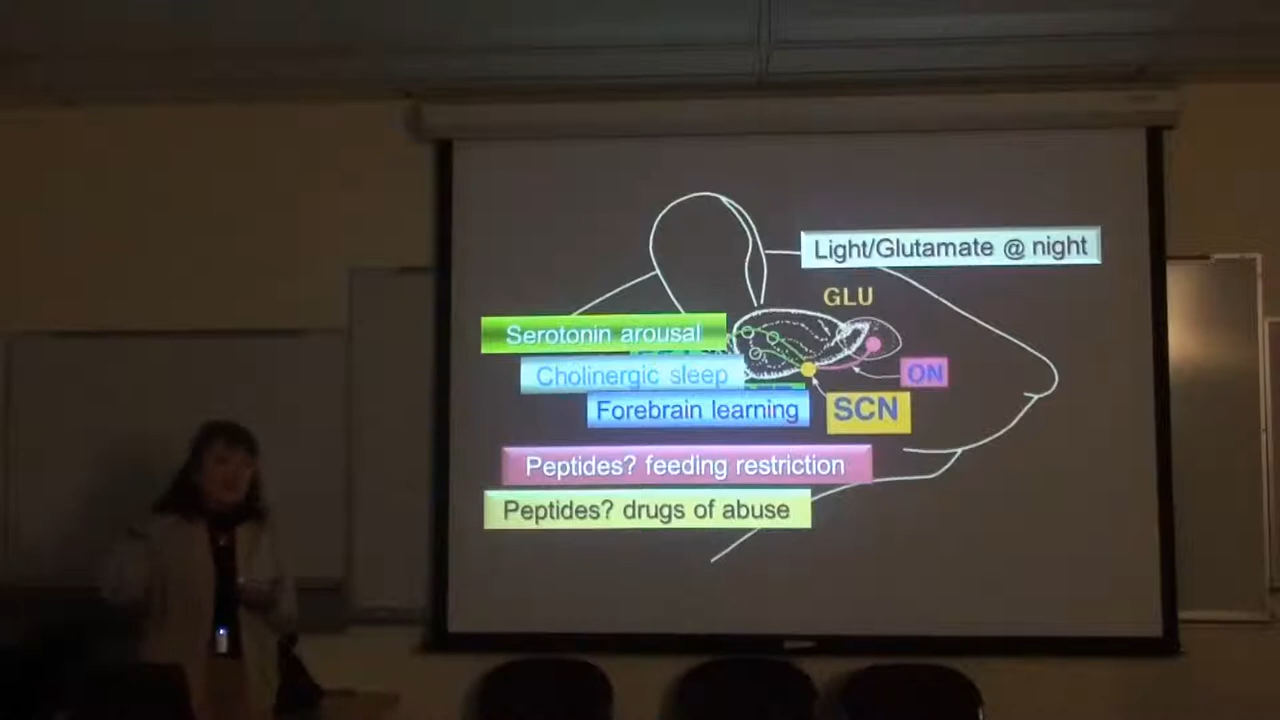 Light/Glutamate @ night
GLU
Serotonin arousal
Cholinergic sleep
ON
Forebrain learning
SCN
Peptides? feeding restriction
Peptides? drugs of abuse